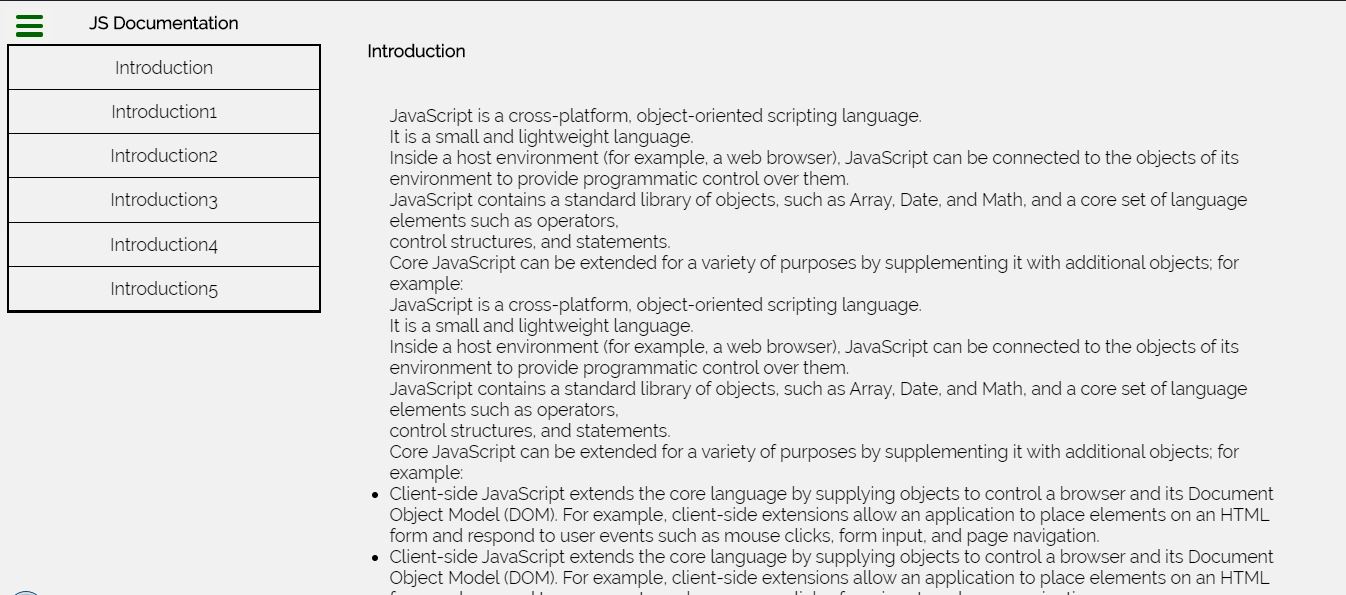 JS Documentation
Introduction
Introduction1
Introduction2
Introduction3
Introduction4
Introduction5
Introduction
JavaScript is a cross-platform, object-oriented scripting language.
It is a small and lightweight language.
Inside a host environment (for example, a web browser), JavaScript can be connected to the objects of its
environment to provide programmatic control over them.
JavaScript contains a standard library of objects, such as Array, Date, and Math, and a core set of language
elements such as operators,
control structures, and statements.
Core JavaScript can be extended for a variety of purposes by supplementing it with additional objects; for
example:
JavaScript is a cross-platform, object-oriented scripting language.
It is a small and lightweight language.
Inside a host environment (for example, a web browser), JavaScript can be connected to the objects of its
environment to provide programmatic control over them.
JavaScript contains a standard library of objects, such as Array, Date, and Math, and a core set of language
elements such as operators,
control structures, and statements.
Core JavaScript can be extended for a variety of purposes by supplementing it with additional objects; for
example:
Client-side JavaScript extends the core language by supplying objects to control a browser and its Document
Object Model (DOM). For example, client-side extensions allow an application to place elements on an HTML
form and respond to user events such as mouse clicks, form input, and page navigation.
Client-side JavaScript extends the core language by supplying objects to control a browser and its Document
Object Model (DOM). For example, client-side extensions allow an application to place elements on an HTML